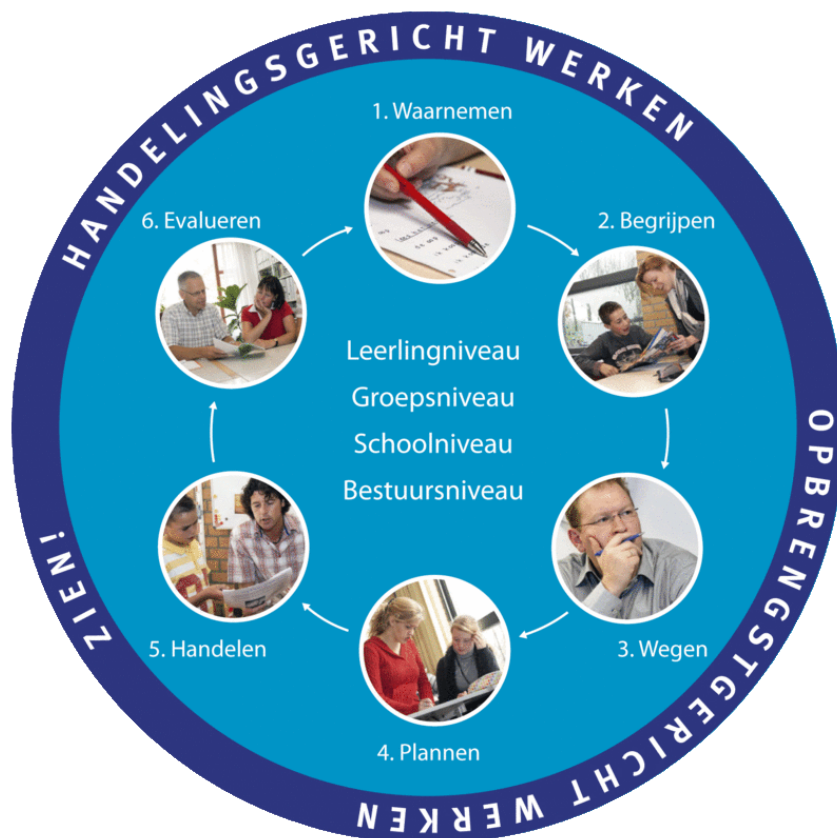 HANDELINGSGERICHT WERKEN
OPBRENGSTGERICHT WERKEN
ZIEN!
1. Waarnemen
2. Begrijpen
3. Wegen
4. Plannen
5. Handelen
6. Evalueren
Leerlingniveau
Groepsniveau
Schoolniveau
Bestuursniveau